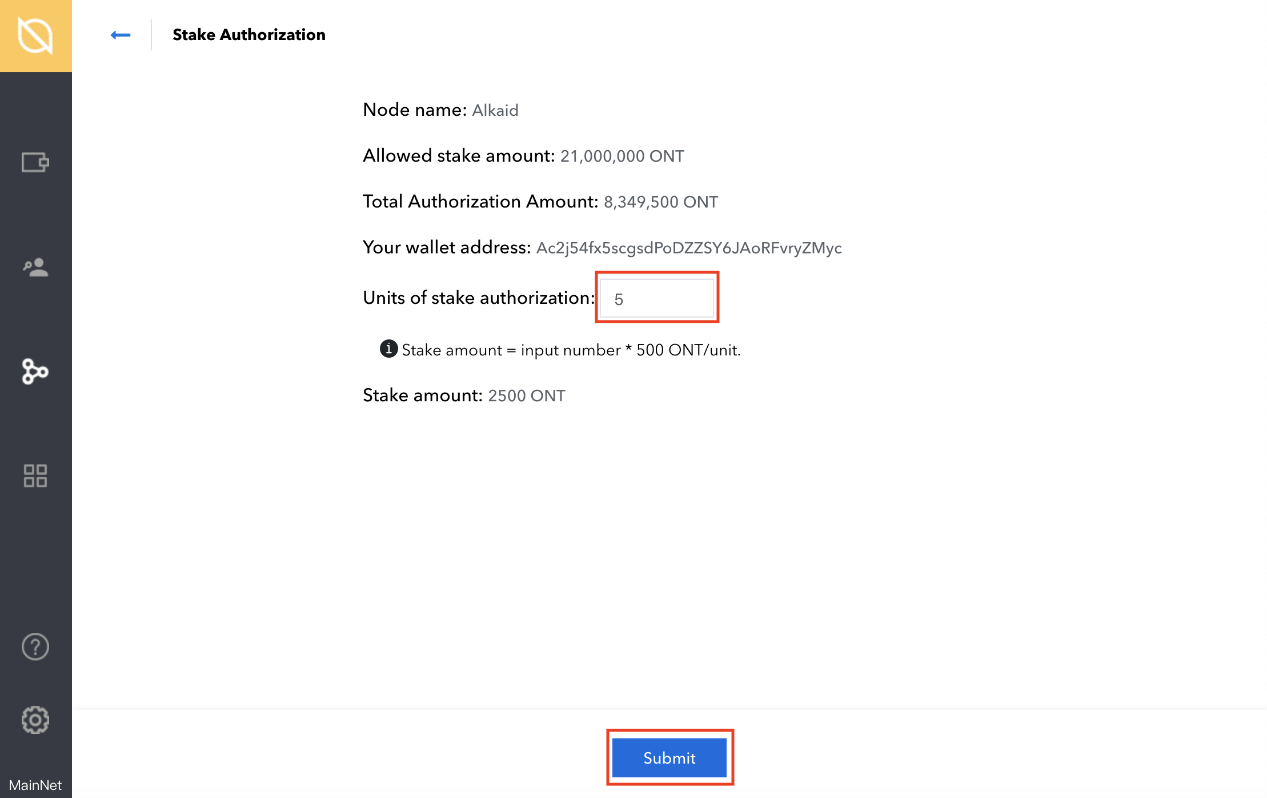 Stake Authorization
Node name: Alkaid
Allowed stake amount: 21,000,000 ONT
Total Authorization Amount: 8,349,500 ONT
Your wallet address: Ac2j54fx5scgsdPoDZZSY6JAoRFvryZMyc
Units of stake authorization: 5
Stake amount = input number * 500 ONT/unit.
Stake amount: 2500 ONT
Submit
MainNet